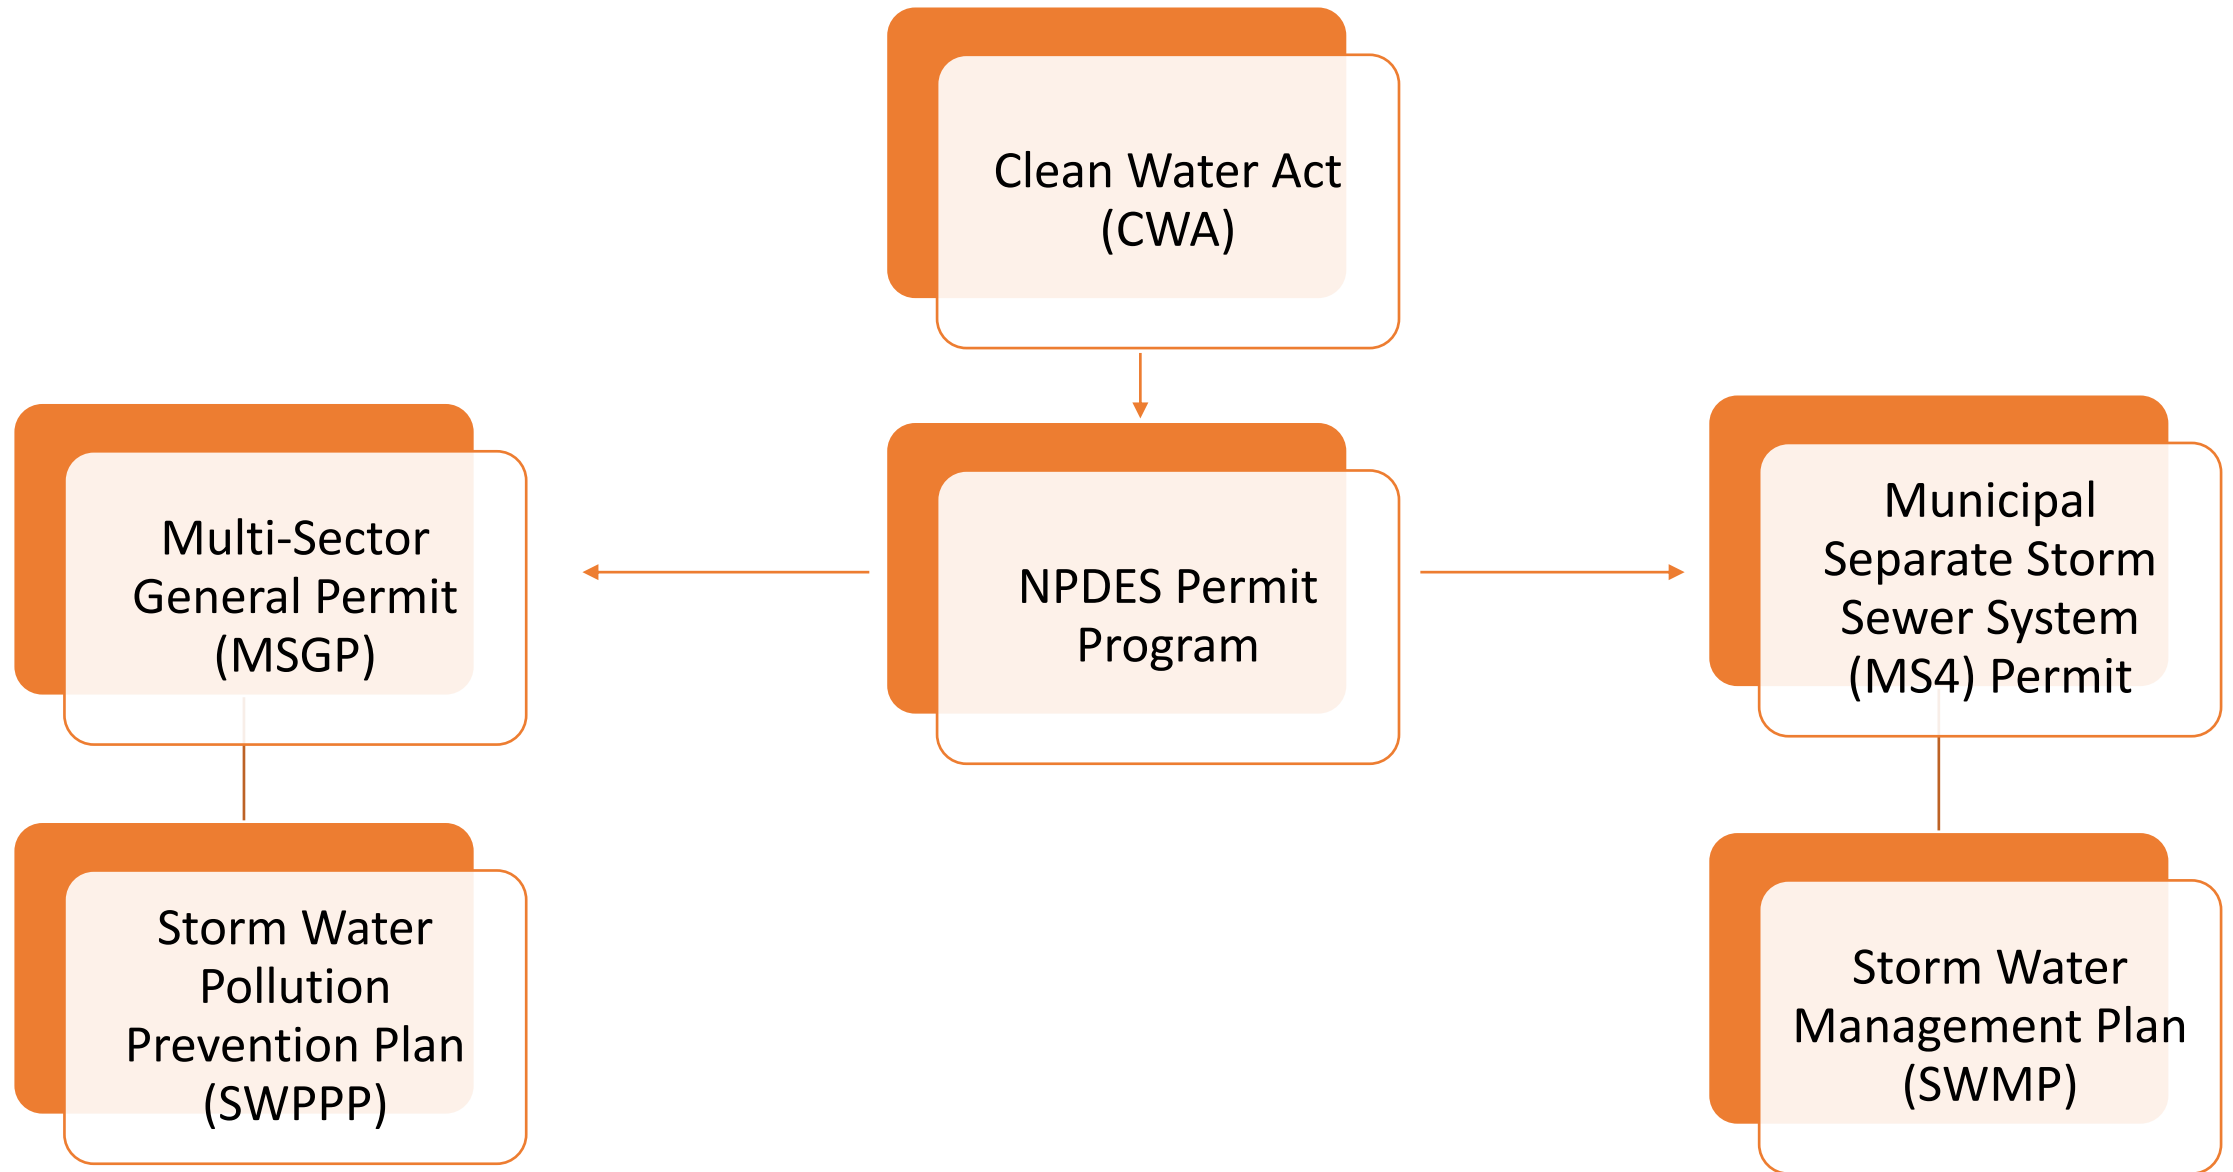 Clean Water Act
(CWA)
Multi-Sector
General Permit
(MSGP)
NPDES Permit
Program
Municipal
Separate Storm
Sewer System
(MS4) Permit
Storm Water
Pollution
Prevention Plan
(SWPPP)
Storm Water
Management Plan
(SWMP)